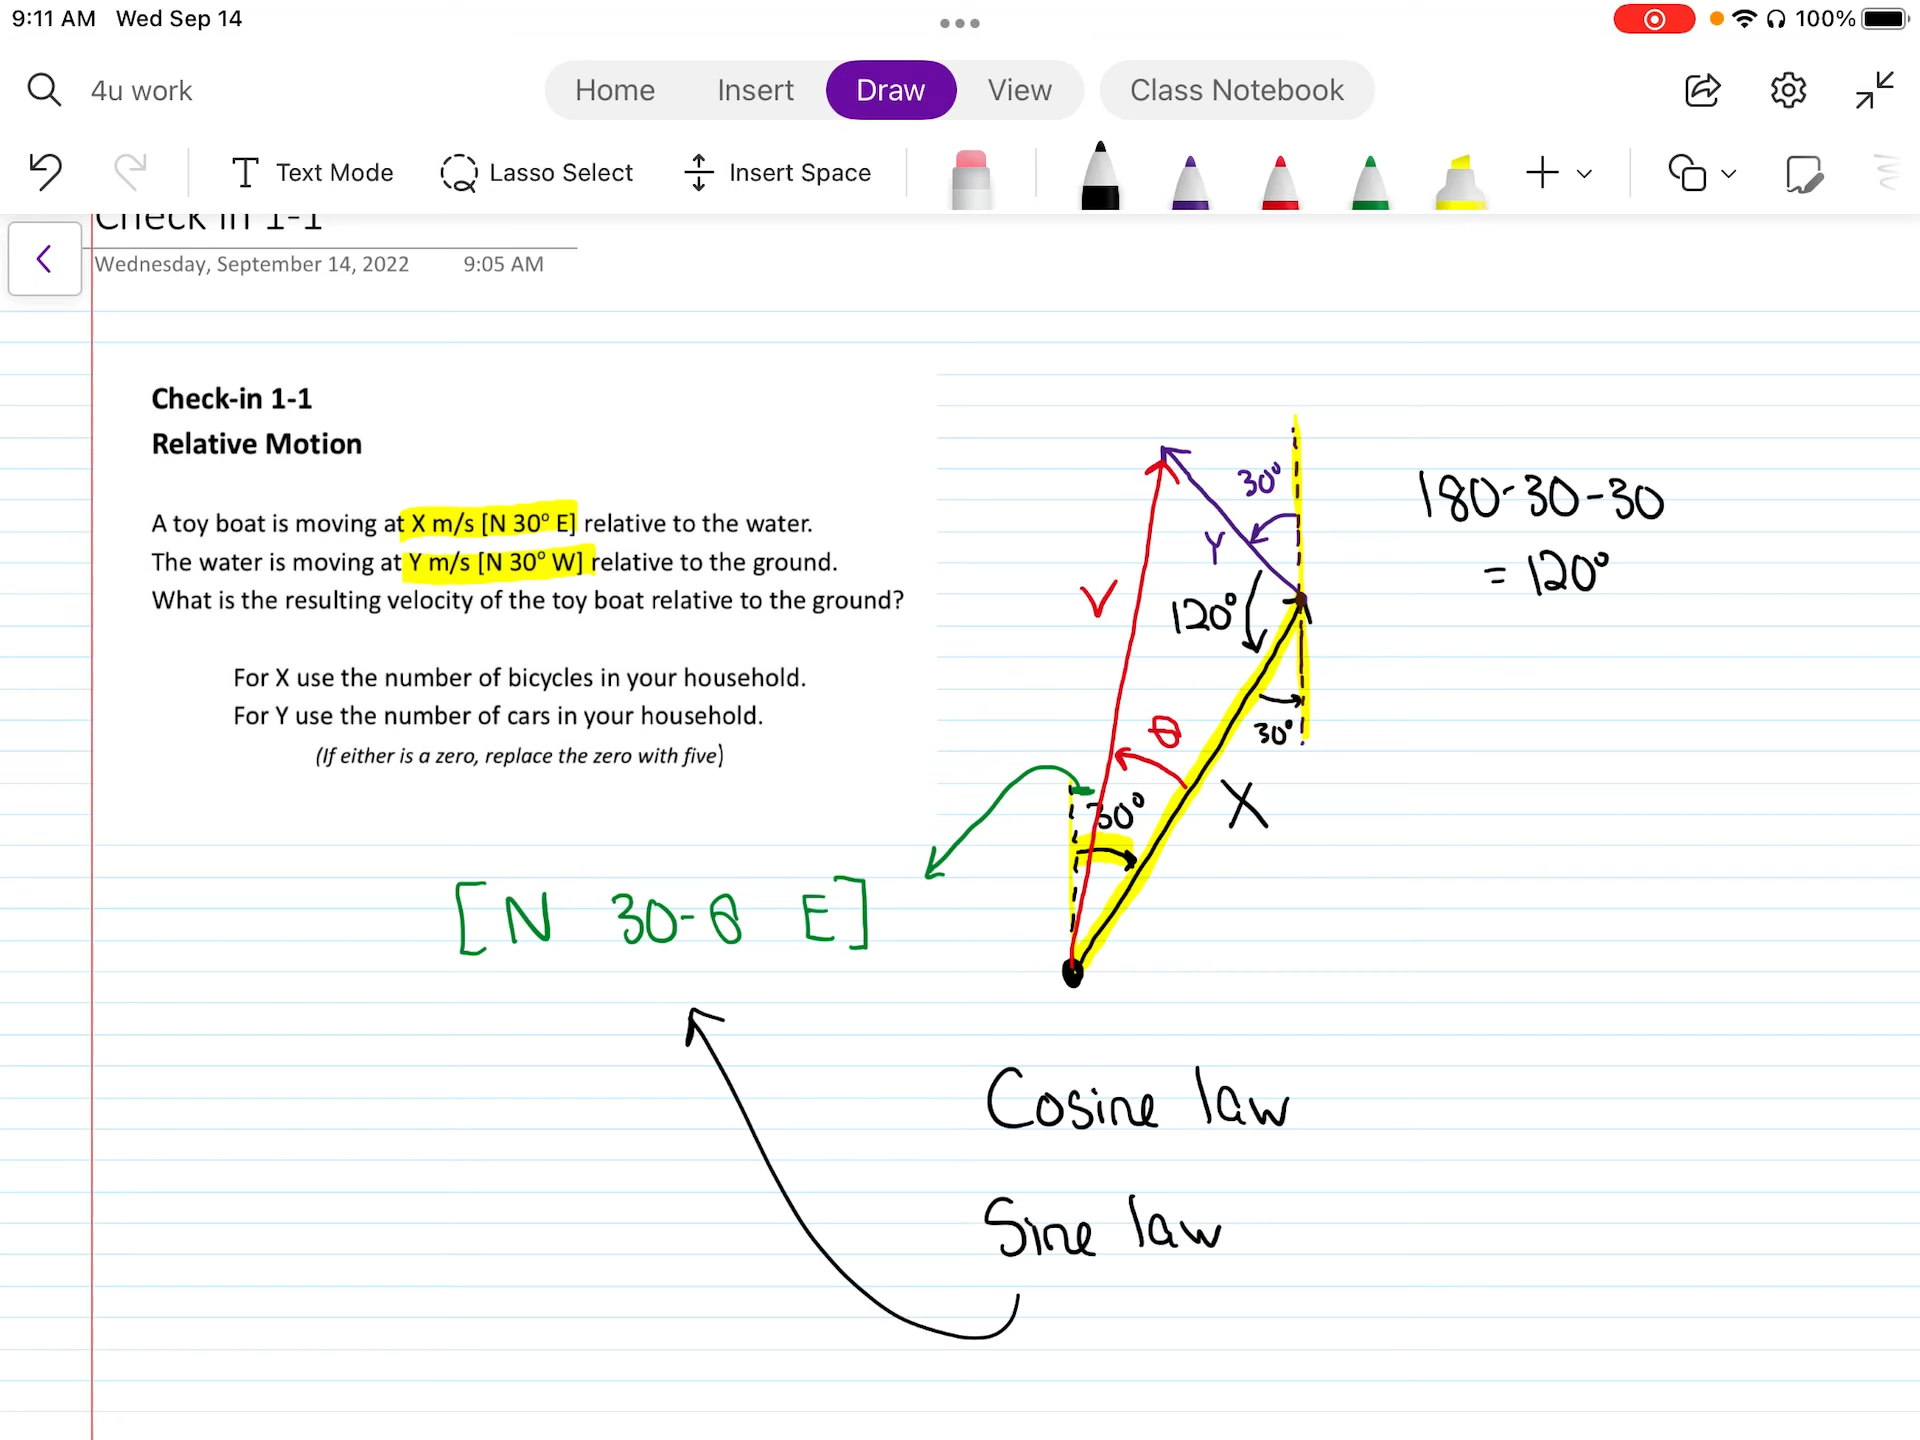 9:11 AM Wed Sep 14
100%
4u work
Home Insert Draw View Class Notebook
Text Mode Lasso Select Insert Space
Check in 1-1
Wednesday, September 14, 2022 9:05 AM
Check-in 1-1
Relative Motion
A toy boat is moving at X m/s [N 30° E] relative to the water.
The water is moving at Y m/s [N 30° W] relative to the ground.
What is the resulting velocity of the toy boat relative to the ground?
For X use the number of bicycles in your household.
For Y use the number of cars in your household.
(If either is a zero, replace the zero with five)
30°
Y
V
120°
θ
30°
X
30°
180-30-30
= 120°
[N 30-θ E]
Cosine law
Sine law